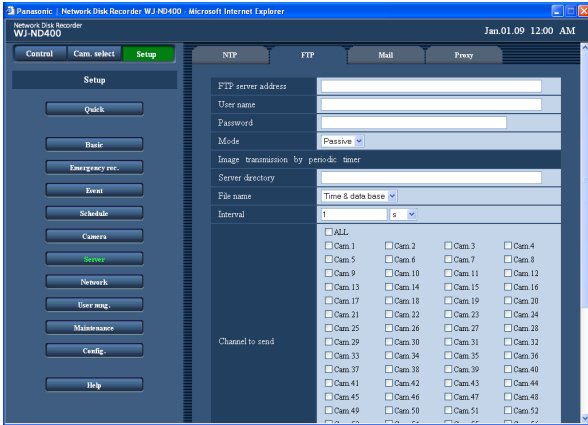 Panasonic | Network Disk Recorder WJ-ND400 - Microsoft Internet Explorer
Network Disk Recorder
WJ-ND400
Jan.01.09 12:00 AM
Control Cam. select Setup
NTP FTP Mail Proxy
Setup
Quick
Basic
Emergency rec.
Event
Schedule
Camera
Server
Network
User mng.
Maintenance
Config.
Help
FTP server address
User name
Password
Mode Passive
Image transmission by periodic timer
Server directory
File name Time & data base
Interval 1 s
Channel to send
ALL
Cam.1 Cam.2 Cam.3 Cam.4
Cam.5 Cam.6 Cam.7 Cam.8
Cam.9 Cam.10 Cam.11 Cam.12
Cam.13 Cam.14 Cam.15 Cam.16
Cam.17 Cam.18 Cam.19 Cam.20
Cam.21 Cam.22 Cam.23 Cam.24
Cam.25 Cam.26 Cam.27 Cam.28
Cam.29 Cam.30 Cam.31 Cam.32
Cam.33 Cam.34 Cam.35 Cam.36
Cam.37 Cam.38 Cam.39 Cam.40
Cam.41 Cam.42 Cam.43 Cam.44
Cam.45 Cam.46 Cam.47 Cam.48
Cam.49 Cam.50 Cam.51 Cam.52